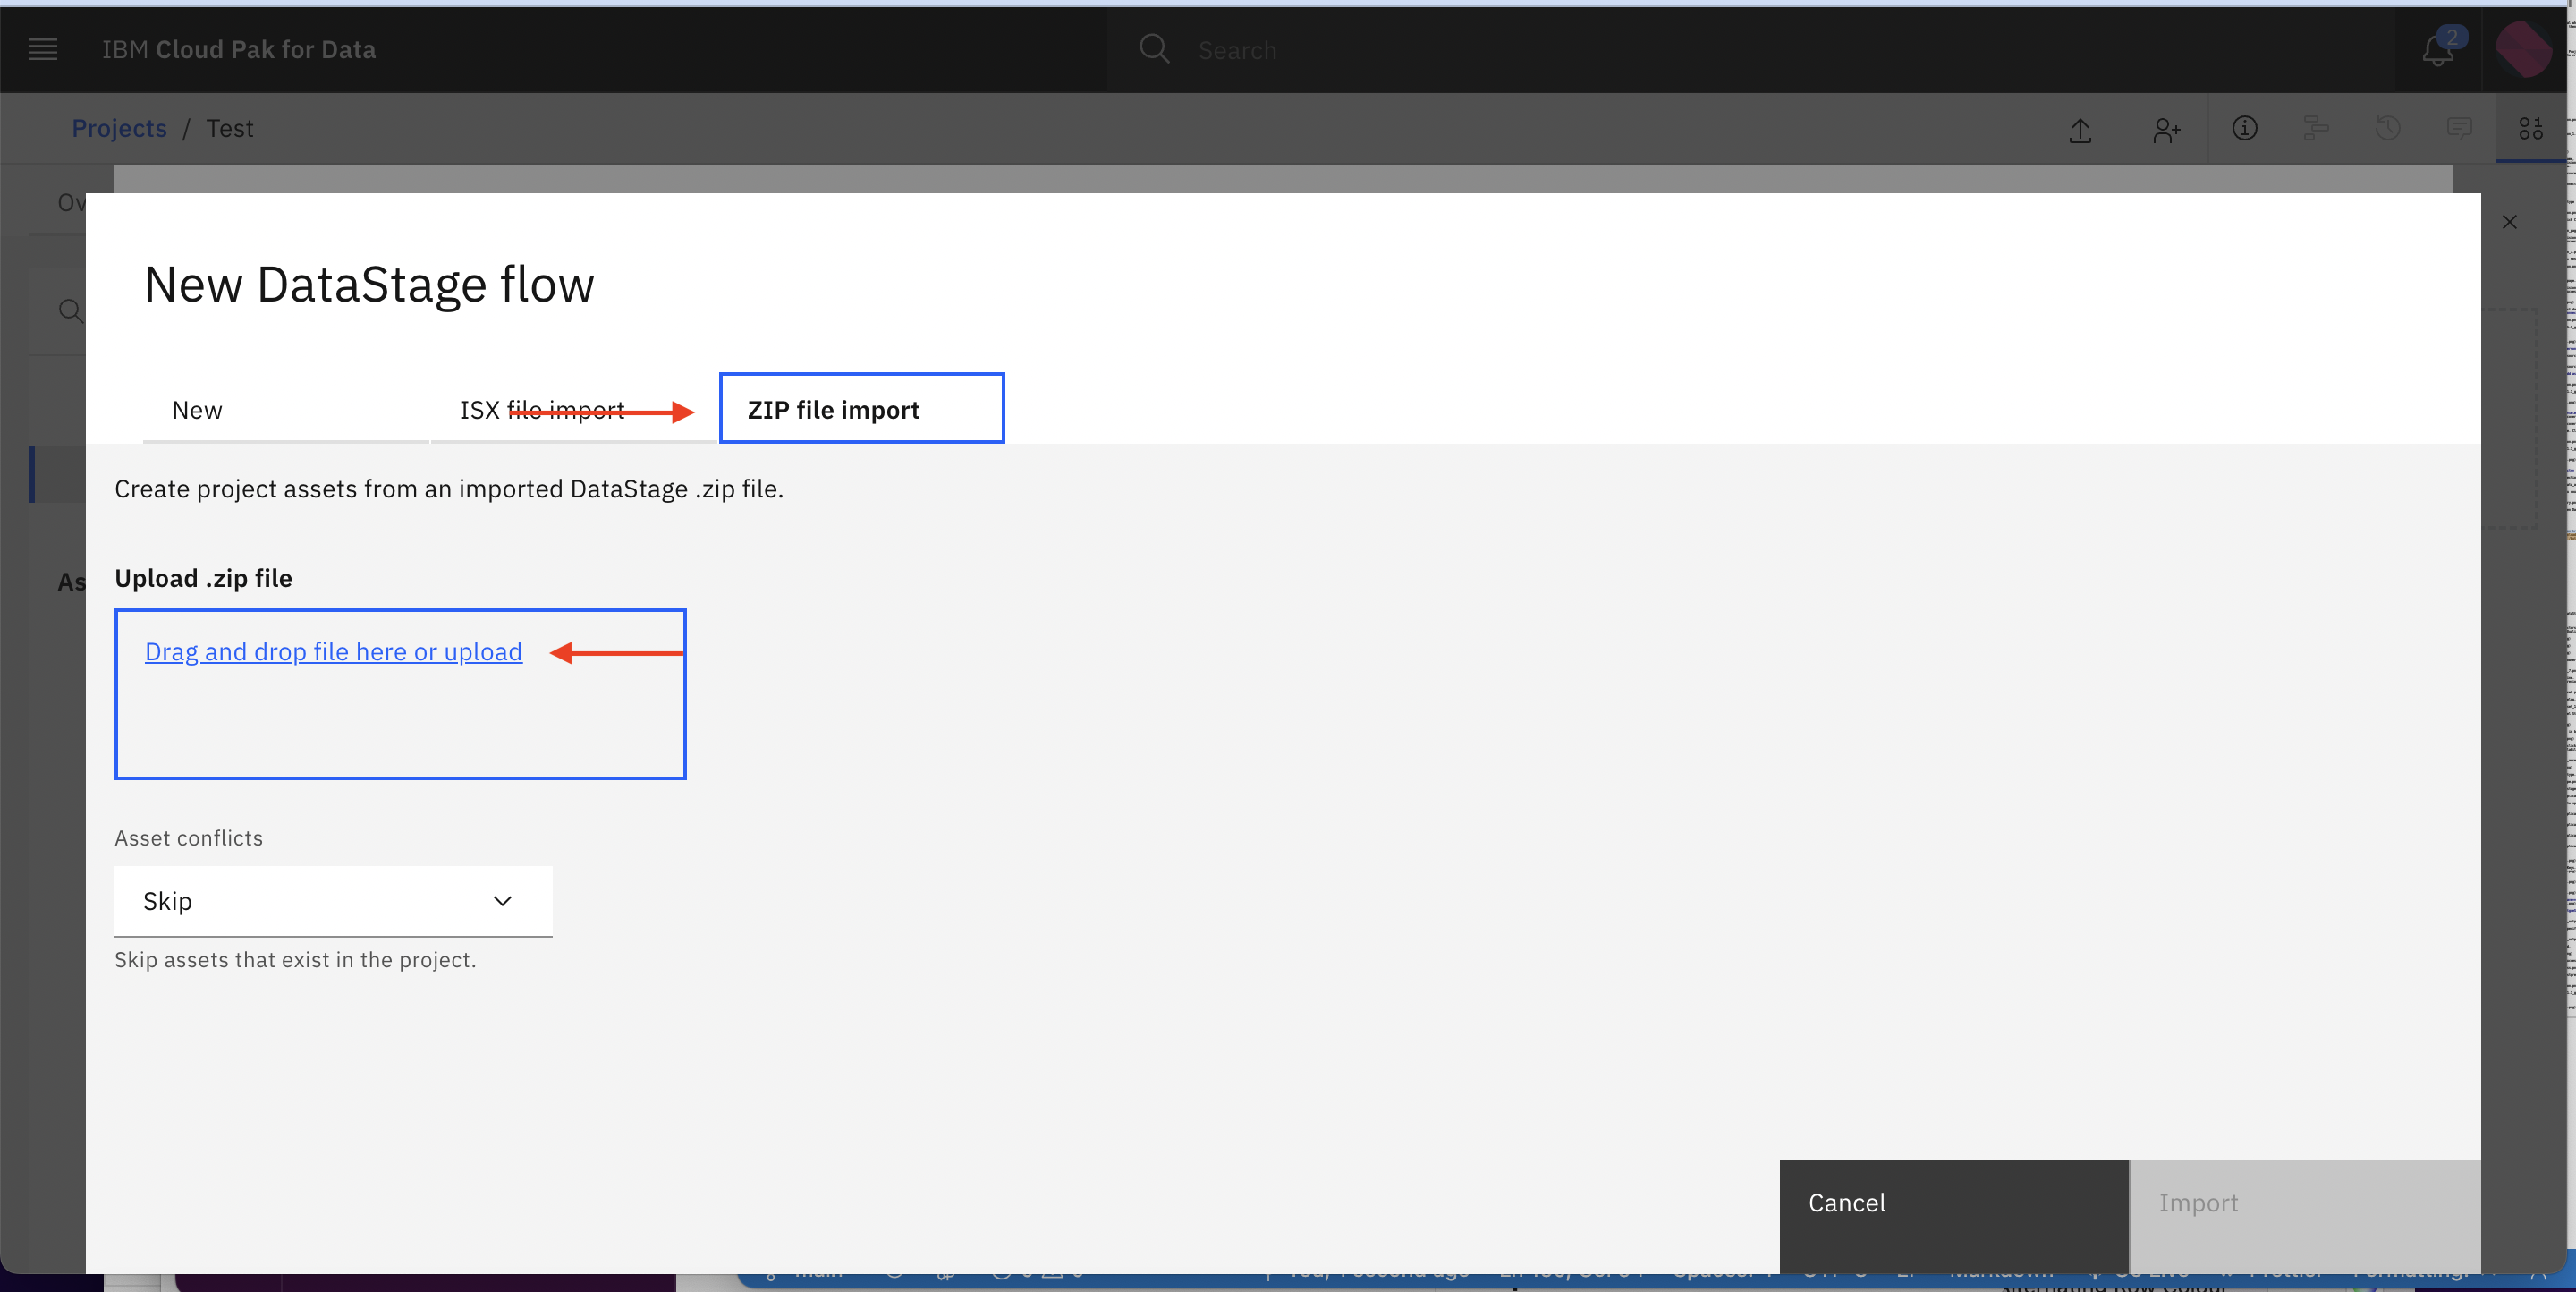 IBM Cloud Pak for Data
Search
2
Projects / Test
Ov
New DataStage flow
New
ISX file import
ZIP file import
Create project assets from an imported DataStage .zip file.
As
Upload .zip file
Drag and drop file here or upload
Asset conflicts
Skip
Skip assets that exist in the project.
Cancel
Import